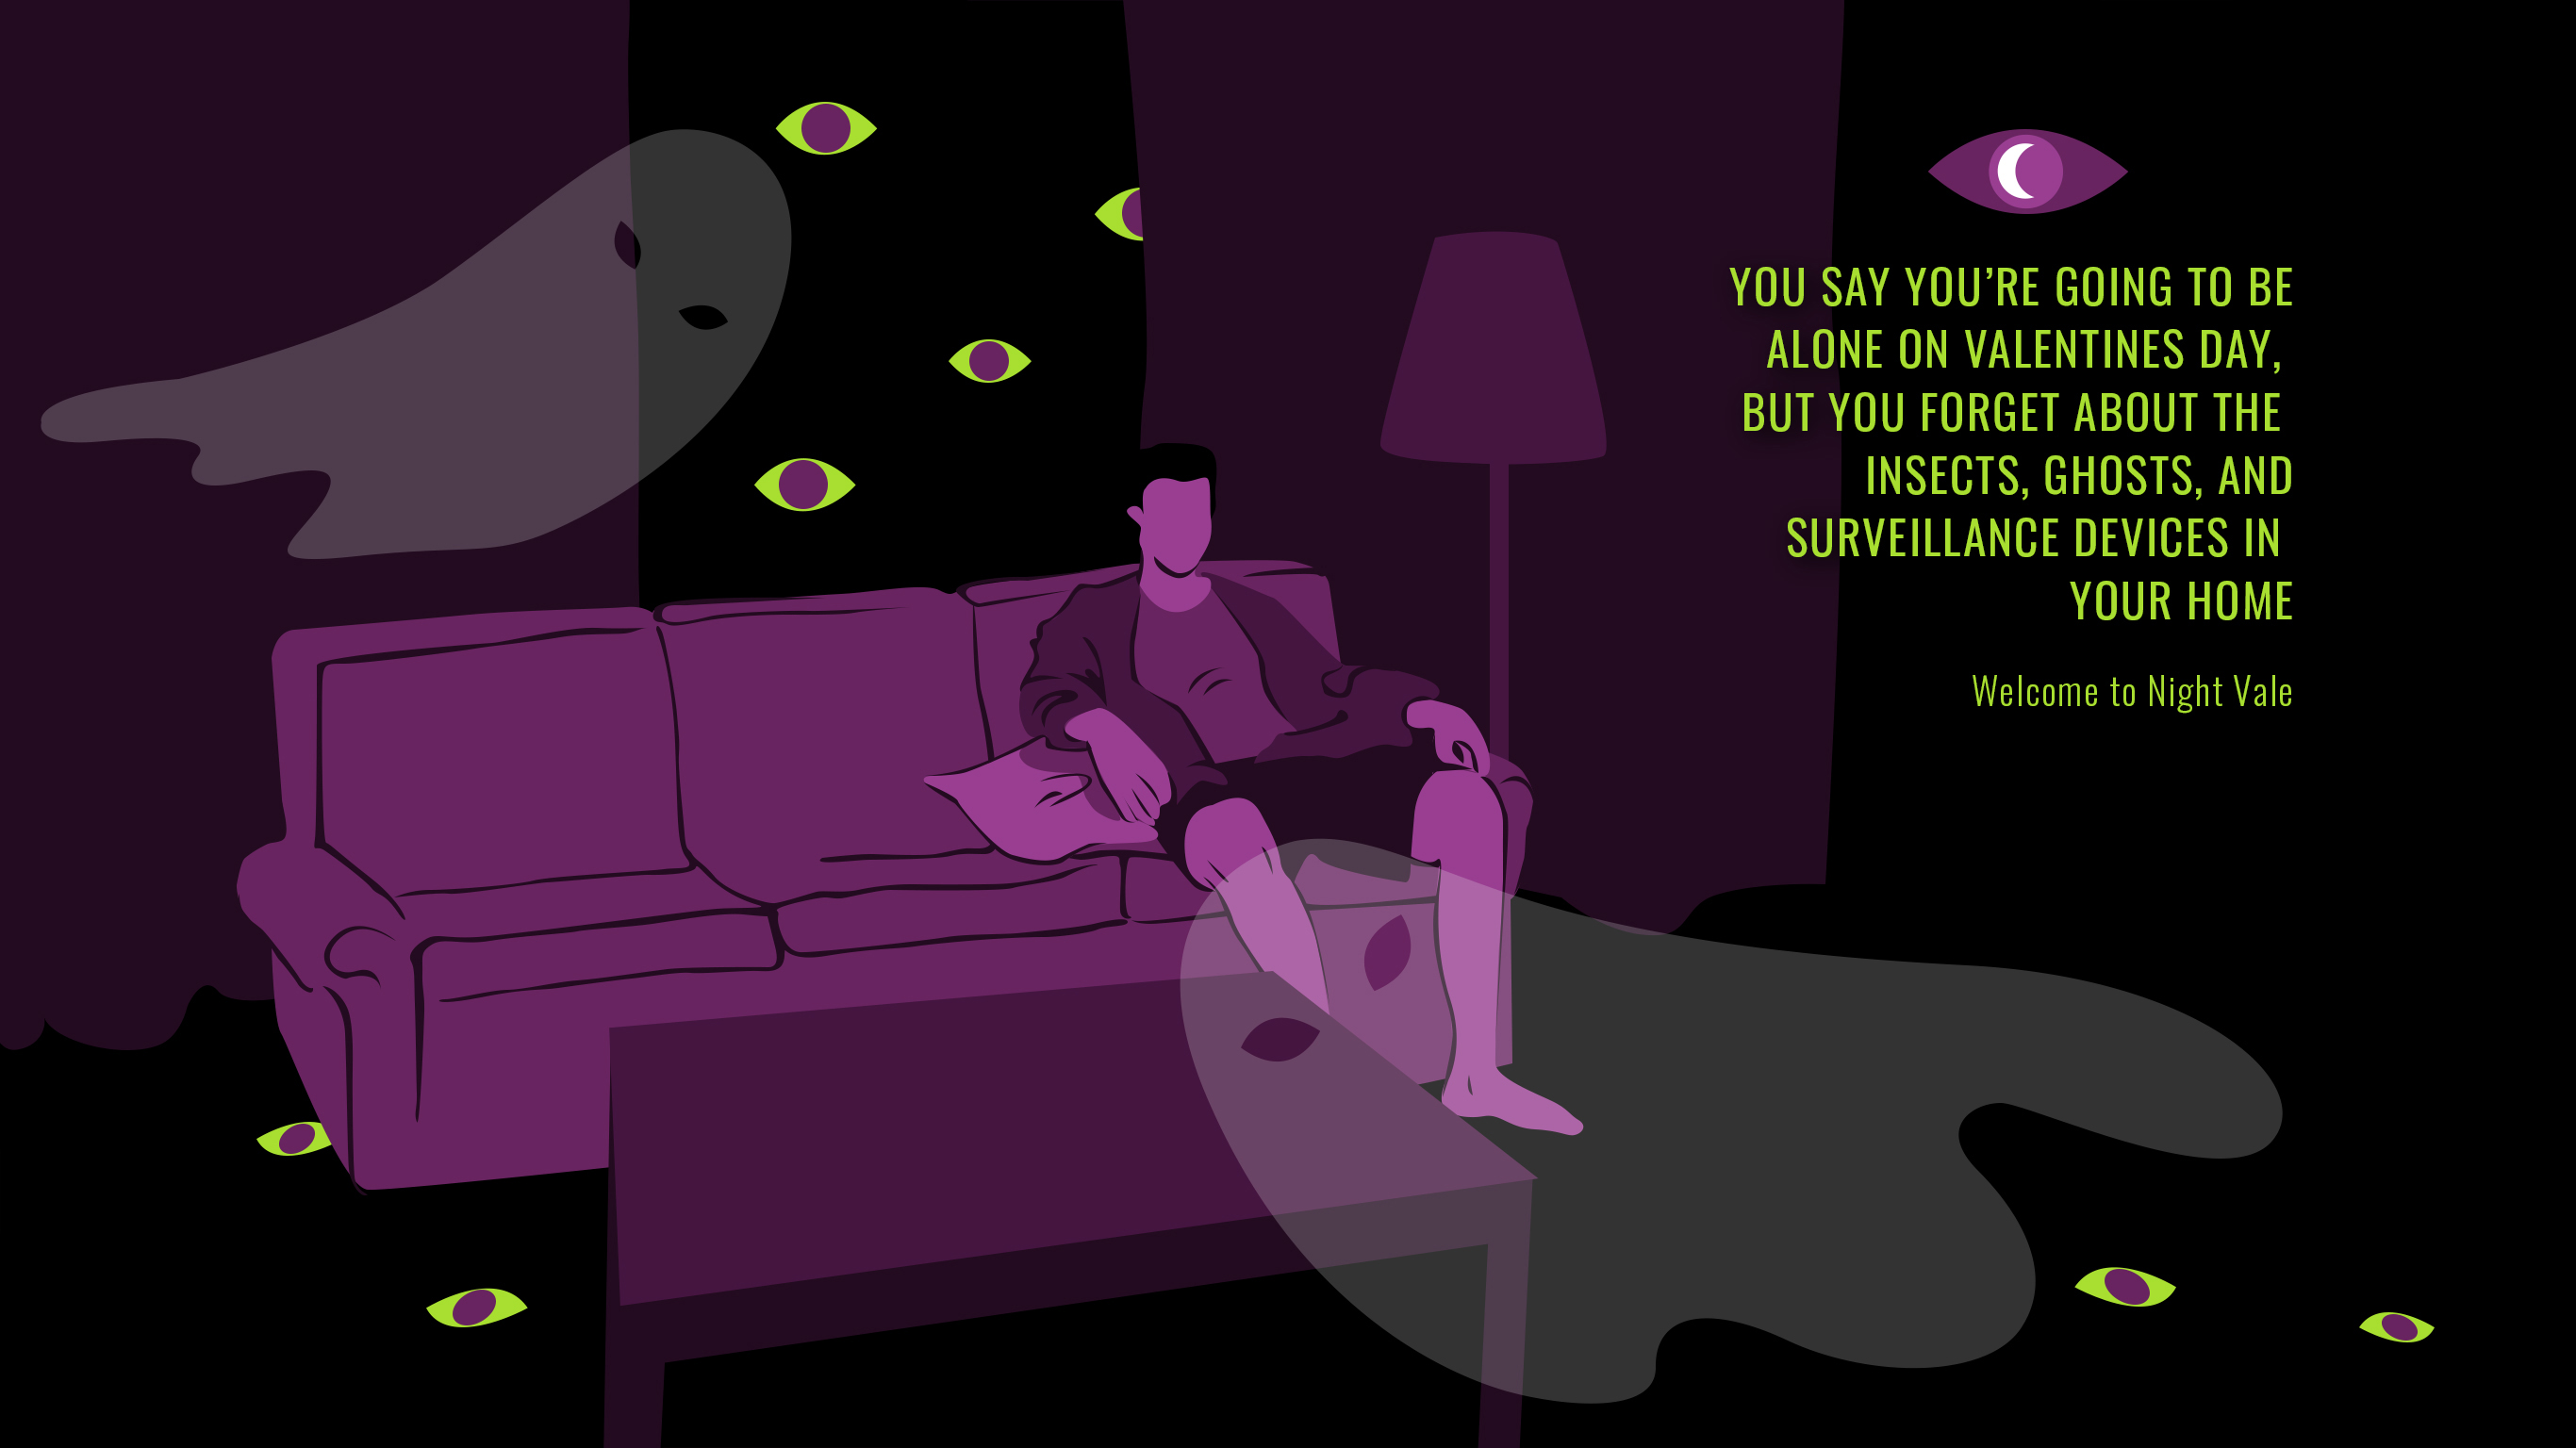 YOU SAY YOU’RE GOING TO BE
ALONE ON VALENTINES DAY,
BUT YOU FORGET ABOUT THE
INSECTS, GHOSTS, AND
SURVEILLANCE DEVICES IN
YOUR HOME
Welcome to Night Vale